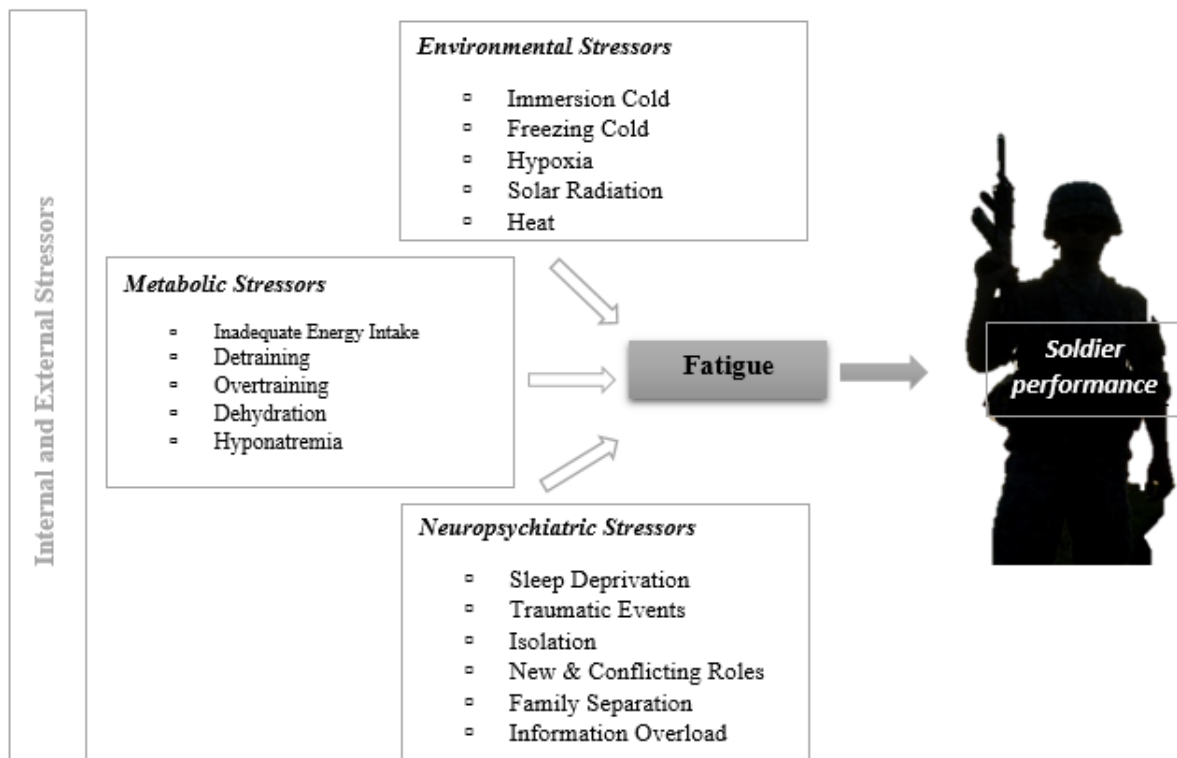 Internal and External Stressors
Environmental Stressors
Immersion Cold
Freezing Cold
Hypoxia
Solar Radiation
Heat
Metabolic Stressors
Inadequate Energy Intake
Detraining
Overtraining
Dehydration
Hyponatremia
Neuropsychiatric Stressors
Sleep Deprivation
Traumatic Events
Isolation
New & Conflicting Roles
Family Separation
Information Overload
Fatigue
Soldier
performance